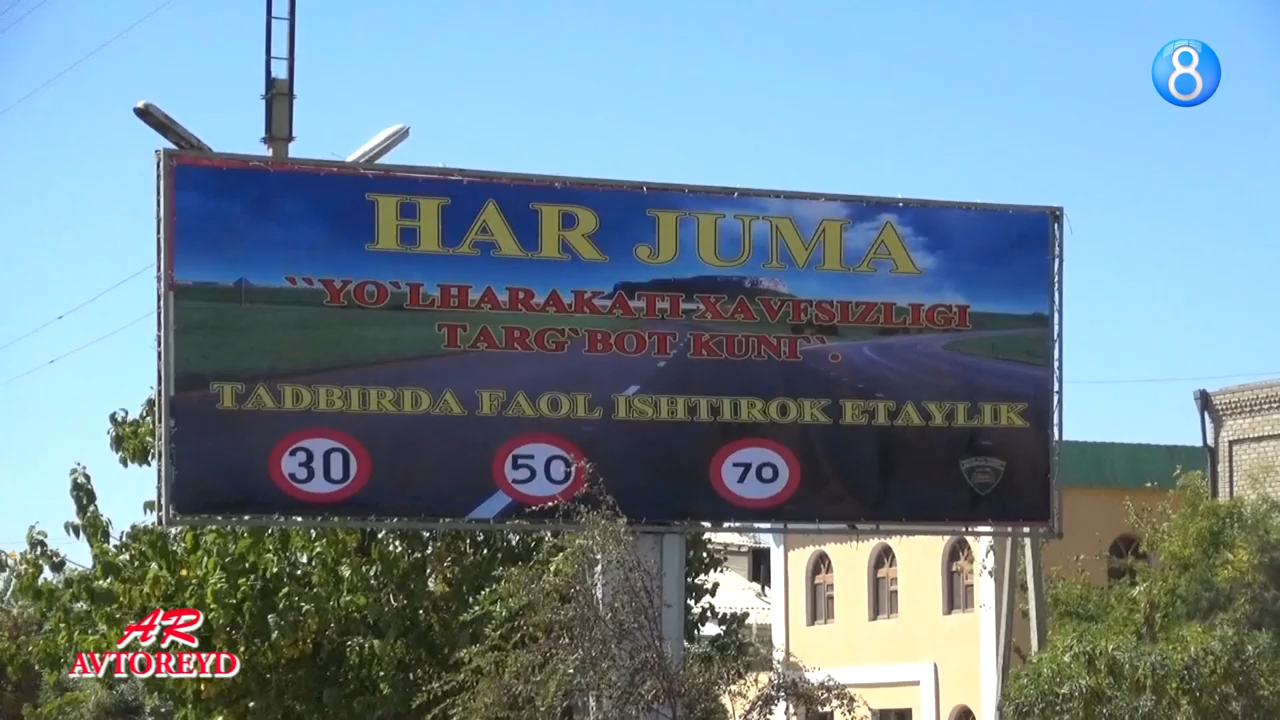 8
HAR JUMA
``YO`LHARAKATI XAVFSIZLIGI
TARG`BOT KUNI``.
TADBIRDA FAOL ISHTIROK ETAYLIK
30 50 70
AR
AVTOREYD